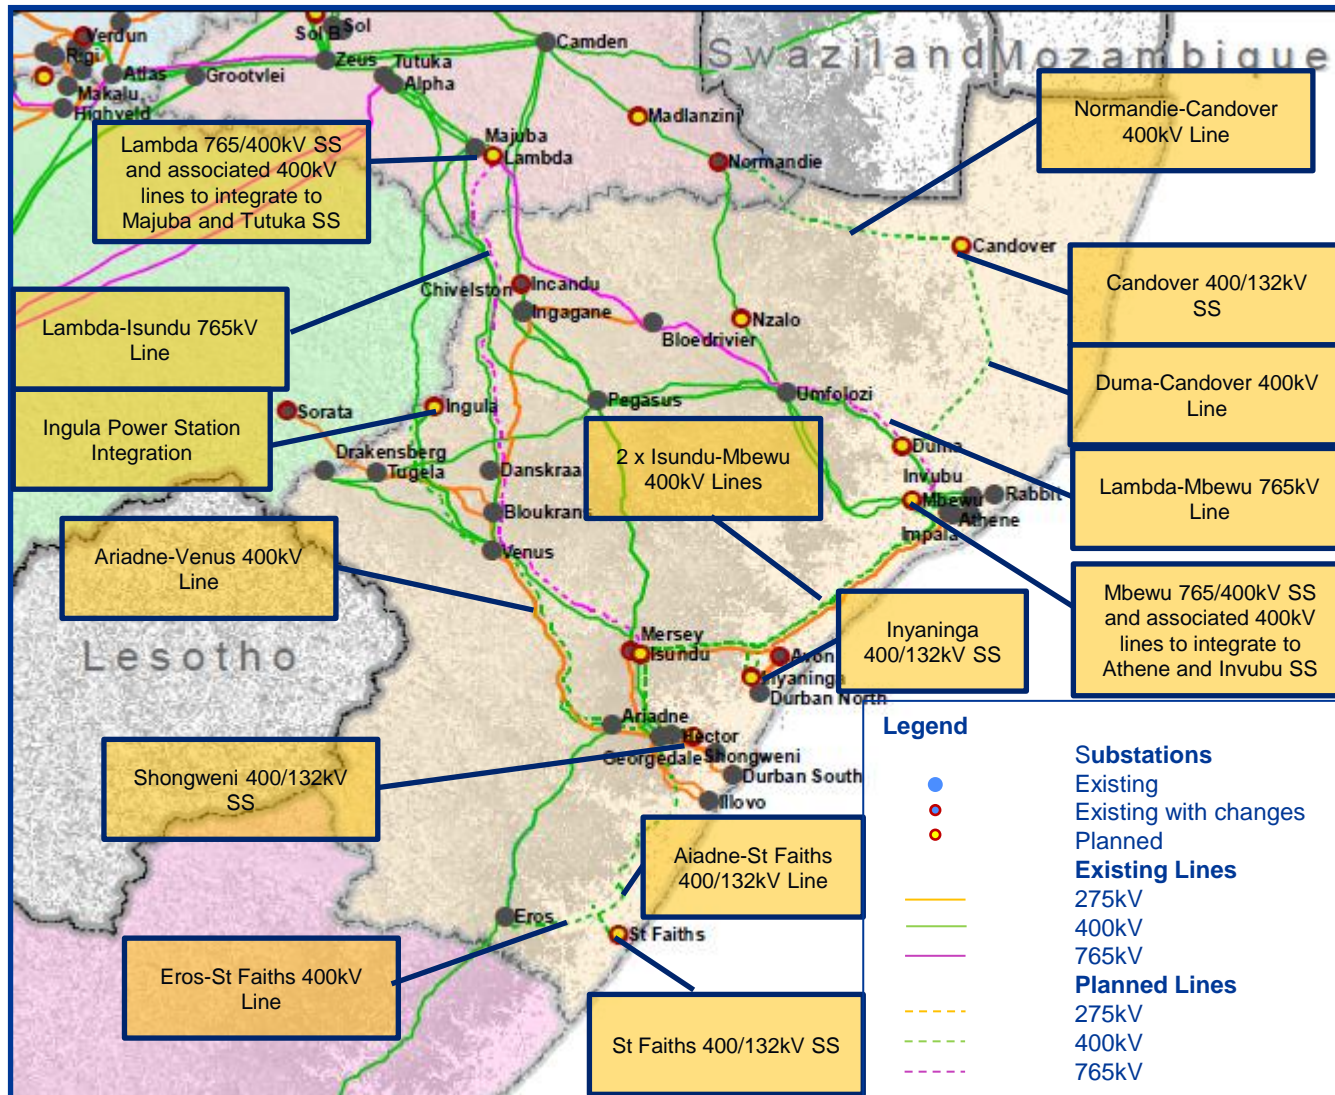 Verdun
Sol B
Sol
Rigi
Atlas
Grootvlei
Zeus
Tutuka
Alpha
Camden
Makalu
Highveld
Swaziland
Mozambique
Madlanzini
Majuba
Lambda
Normandie
Normandie-Candover
400kV Line
Lambda 765/400kV SS
and associated 400kV
lines to integrate to
Majuba and Tutuka SS
Candover
Candover 400/132kV
SS
Chivelston
Incandu
Ingagane
Nzalo
Bloedrivier
Lambda-Isundu 765kV
Line
Duma-Candover 400kV
Line
Sorata
Ingula
Pegasus
Umfolozi
Ingula Power Station
Integration
Drakensberg
Tugela
Danskraa
2 x Isundu-Mbewu
400kV Lines
Duma
Invubu
Mbewu
Rabbit
Athene
Impala
Lambda-Mbewu 765kV
Line
Bloukrans
Venus
Ariadne-Venus 400kV
Line
Mbewu 765/400kV SS
and associated 400kV
lines to integrate to
Athene and Invubu SS
Lesotho
Mersey
Isundu
Avon
Inyaninga
Durban North
Inyaninga
400/132kV SS
Ariadne
Hector
Georgedale
Shongweni
Durban South
Illovo
Shongweni 400/132kV
SS
Aiadne-St Faiths
400/132kV Line
Eros
St Faiths
Eros-St Faiths 400kV
Line
St Faiths 400/132kV SS
Legend
Substations
Existing
Existing with changes
Planned
Existing Lines
275kV
400kV
765kV
Planned Lines
275kV
400kV
765kV